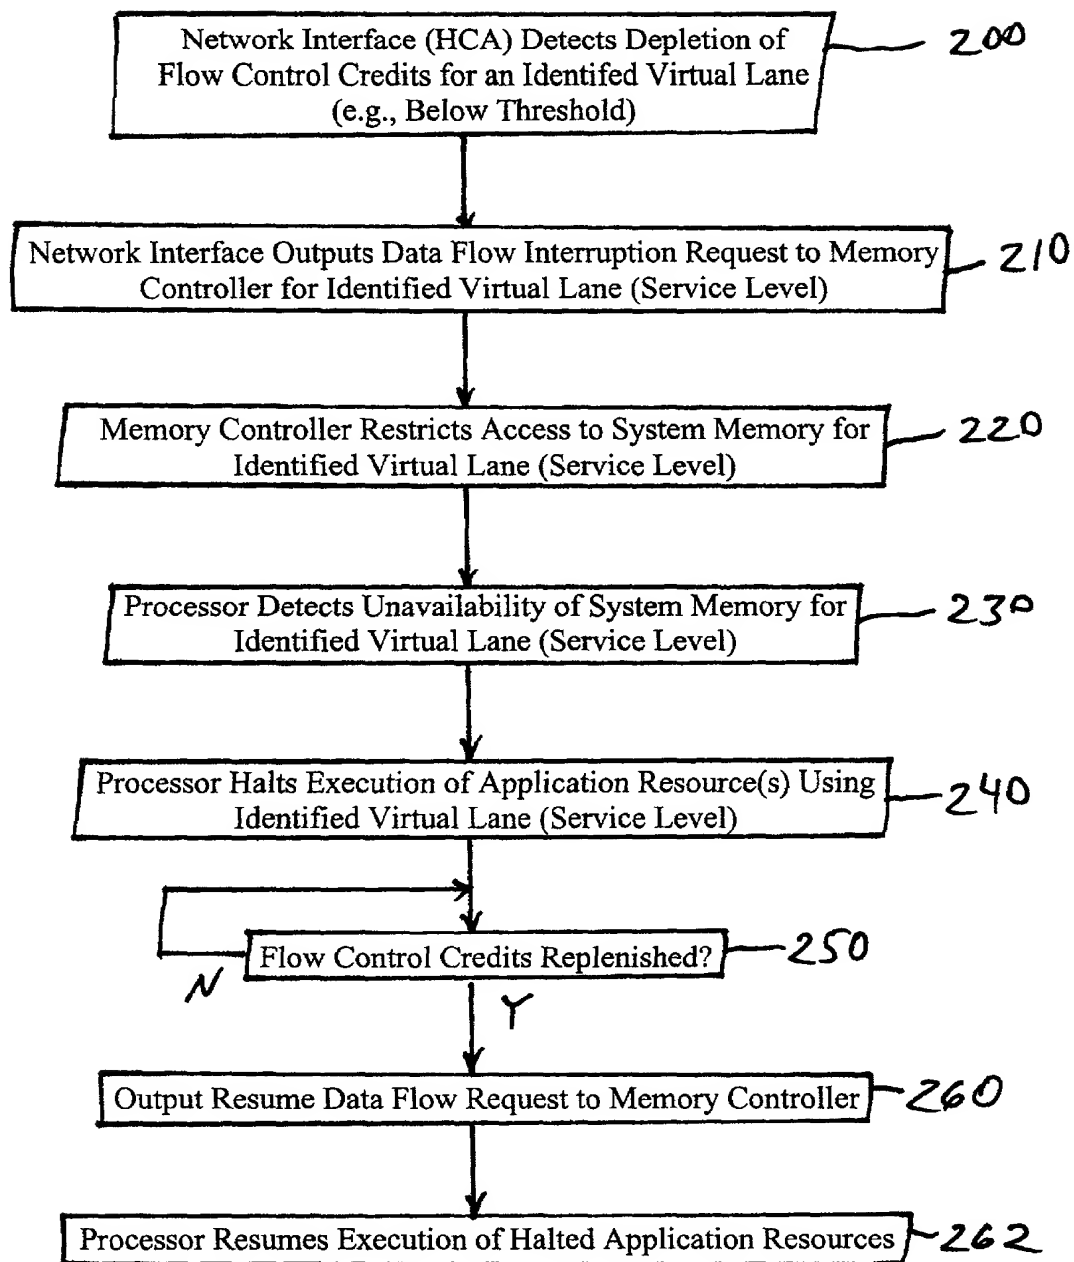 Network Interface (HCA) Detects Depletion of
Flow Control Credits for an Identifed Virtual Lane
(e.g., Below Threshold)
200
Network Interface Outputs Data Flow Interruption Request to Memory
Controller for Identified Virtual Lane (Service Level)
210
Memory Controller Restricts Access to System Memory for
Identified Virtual Lane (Service Level)
220
Processor Detects Unavailability of System Memory for
Identified Virtual Lane (Service Level)
230
Processor Halts Execution of Application Resource(s) Using
Identified Virtual Lane (Service Level)
240
Flow Control Credits Replenished?
250
N
Y
Output Resume Data Flow Request to Memory Controller
260
Processor Resumes Execution of Halted Application Resources
262